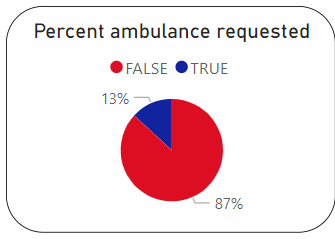 Percent ambulance requested
FALSE TRUE
13%
87%